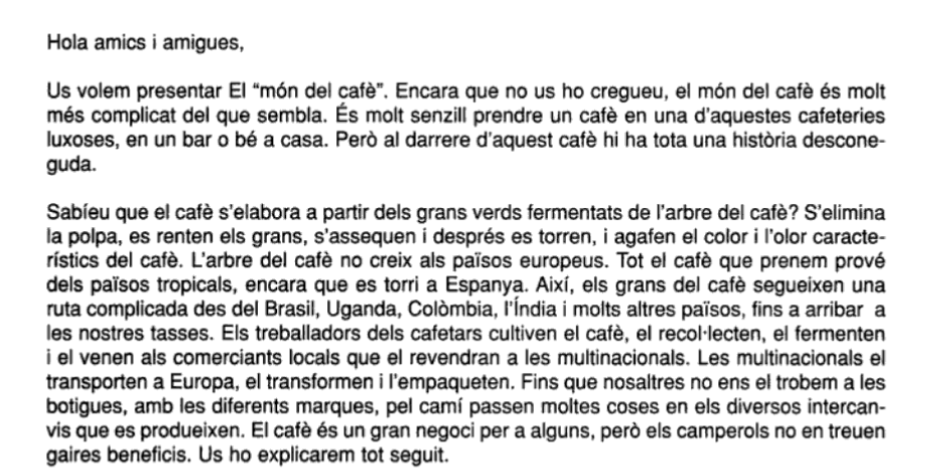 Hola amics i amigues,
Us volem presentar El “món del cafè”. Encara que no us ho cregueu, el món del cafè és molt
més complicat del que sembla. És molt senzill prendre un cafè en una d’aquestes cafeteries
luxoses, en un bar o bé a casa. Però al darrere d’aquest cafè hi ha tota una història descone-
guda.
Sabíeu que el cafè s’elabora a partir dels grans verds fermentats de l’arbre del cafè? S’elimina
la polpa, es renten els grans, s’assequen i després es torren, i agafen el color i l’olor caracte-
rístics del cafè. L’arbre del cafè no creix als països europeus. Tot el cafè que prenem prové
dels països tropicals, encara que es torri a Espanya. Així, els grans del cafè segueixen una
ruta complicada des del Brasil, Uganda, Colòmbia, l’Índia i molts altres països, fins a arribar a
les nostres tasses. Els treballadors dels cafetars cultiven el cafè, el recol·lecten, el fermenten
i el venen als comerciants locals que el revendran a les multinacionals. Les multinacionals el
transporten a Europa, el transformen i l’empaqueten. Fins que nosaltres no ens el trobem a les
botigues, amb les diferents marques, pel camí passen moltes coses en els diversos intercan-
vis que es produeixen. El cafè és un gran negoci per a alguns, però els camperols no en treuen
gaires beneficis. Us ho explicarem tot seguit.